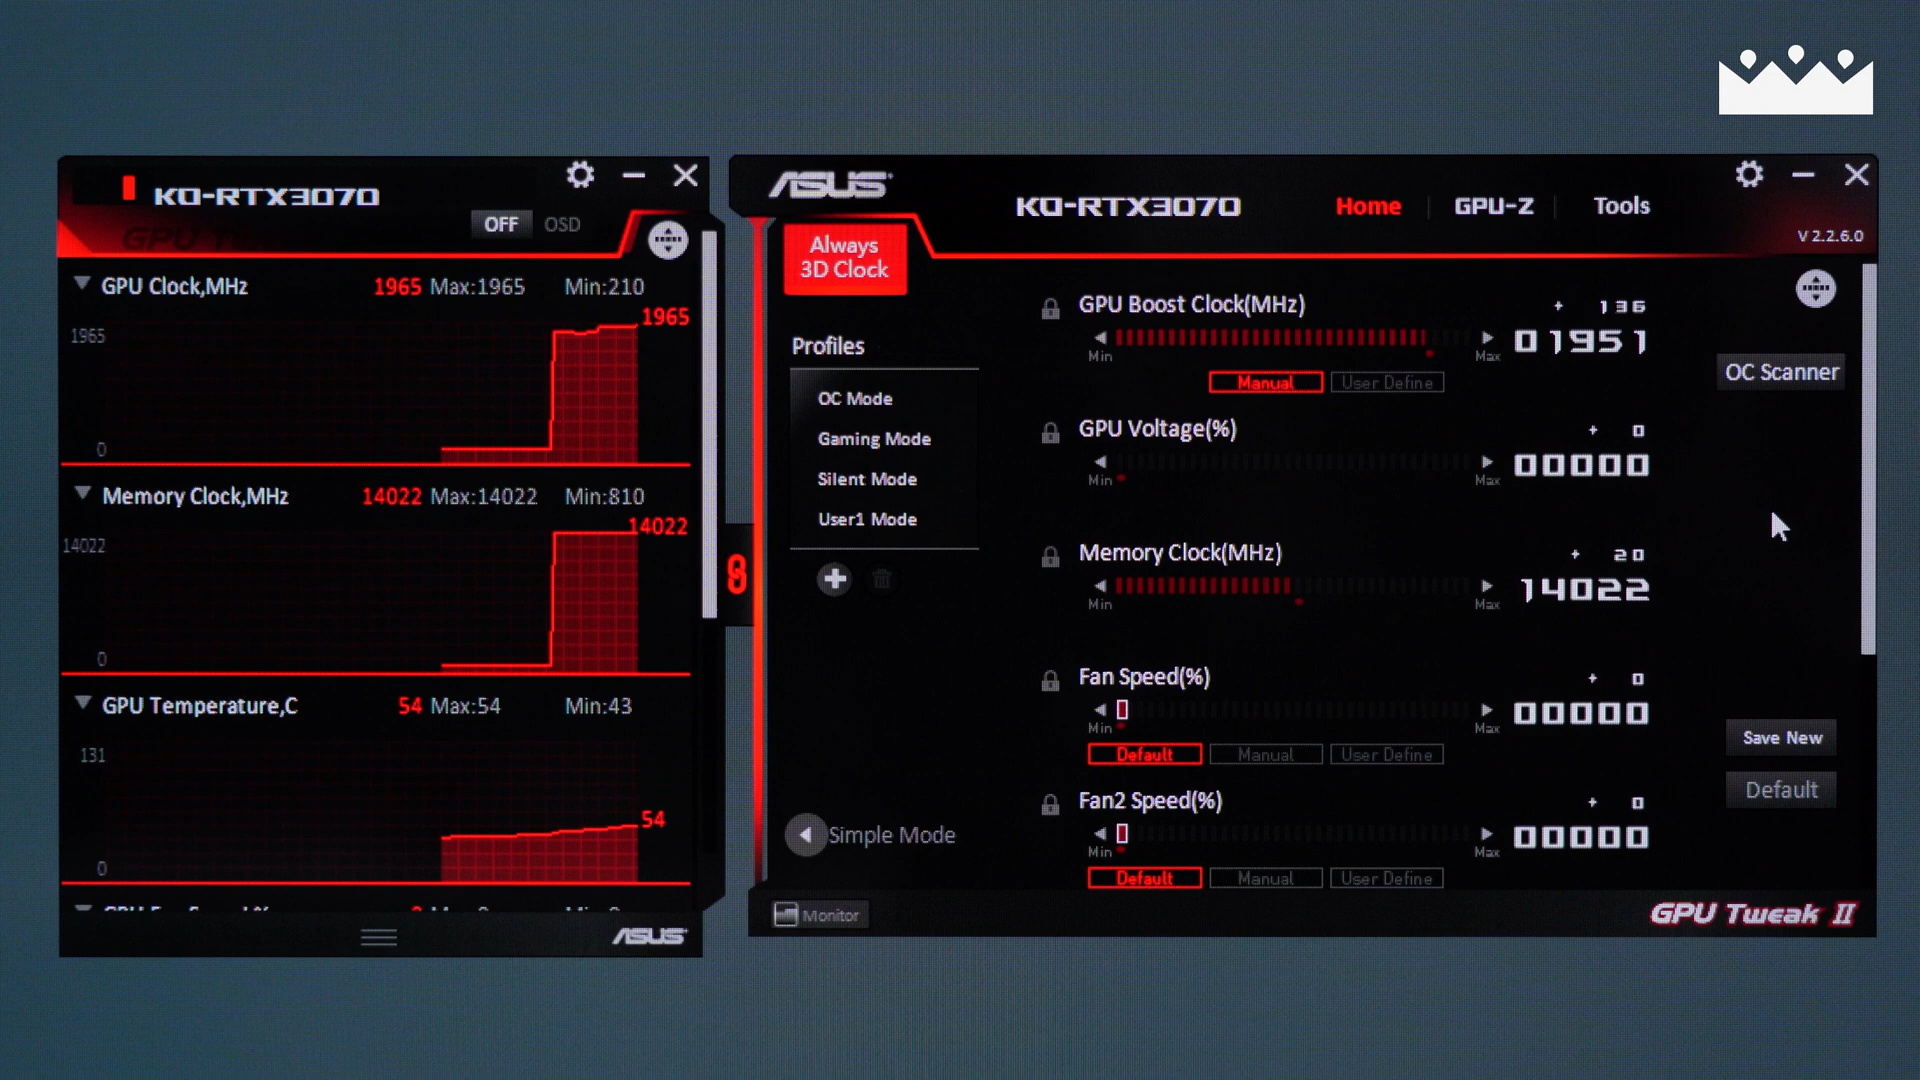 KO-RTX3070
OFF OSD
GPU Clock,MHz 1965 Max:1965 Min:210
1965
1965
0
Memory Clock,MHz 14022 Max:14022 Min:810
14022
14022
0
GPU Temperature,C 54 Max:54 Min:43
131
54
0
ASUS
ASUS
KO-RTX3070
Home GPU-Z Tools
V 2.2.6.0
Always
3D Clock
Profiles
OC Mode
Gaming Mode
Silent Mode
User1 Mode
Simple Mode
Monitor
GPU Boost Clock(MHz) + 136
01951
Min Max
Manual User Define
OC Scanner
GPU Voltage(%) + 0
00000
Min Max
Memory Clock(MHz) + 20
14022
Min Max
Fan Speed(%) + 0
00000
Min Max
Default Manual User Define
Save New
Default
Fan2 Speed(%) + 0
00000
Min Max
Default Manual User Define
GPU Tweak II